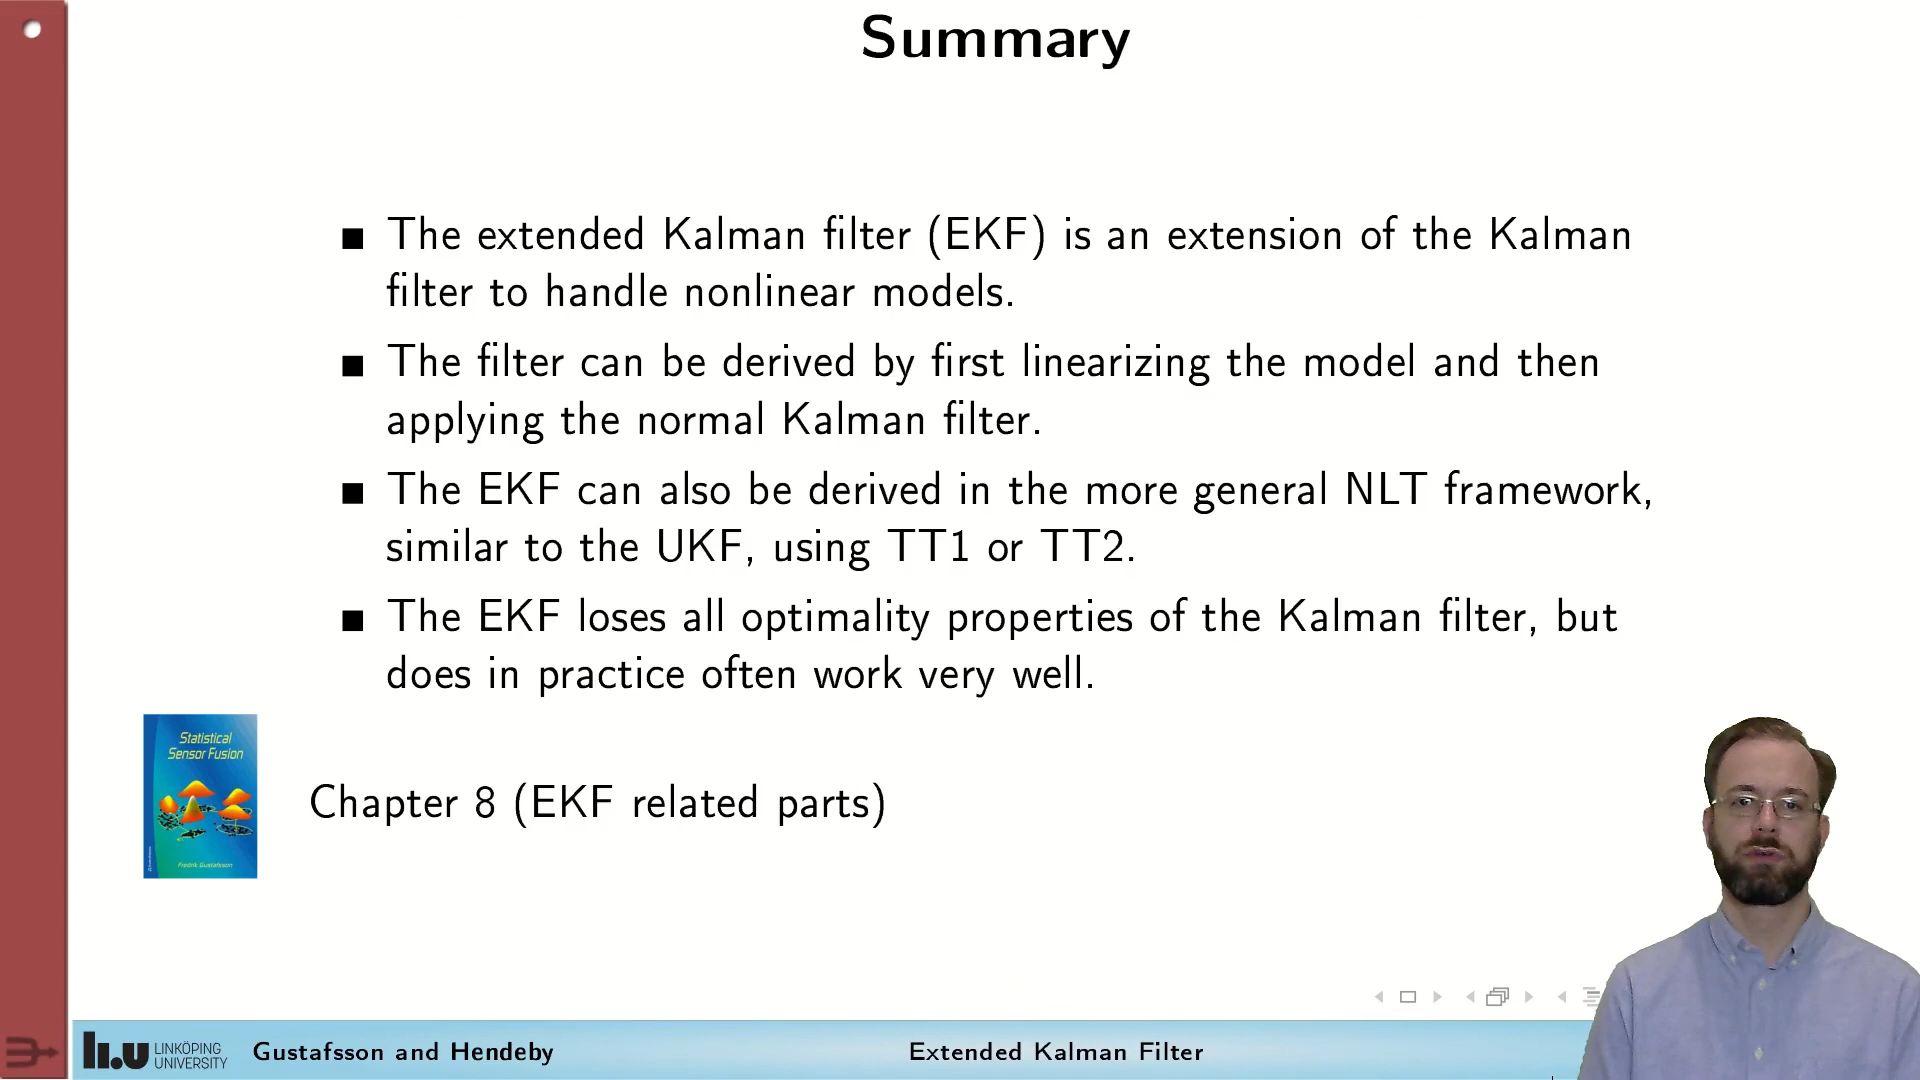 Summary
■ The extended Kalman filter (EKF) is an extension of the Kalman
filter to handle nonlinear models.
■ The filter can be derived by first linearizing the model and then
applying the normal Kalman filter.
■ The EKF can also be derived in the more general NLT framework,
similar to the UKF, using TT1 or TT2.
■ The EKF loses all optimality properties of the Kalman filter, but
does in practice often work very well.
Statistical
Sensor Fusion
Fredrik Gustafsson
Chapter 8 (EKF related parts)
LINKÖPING
UNIVERSITY
Gustafsson and Hendeby
Extended Kalman Filter